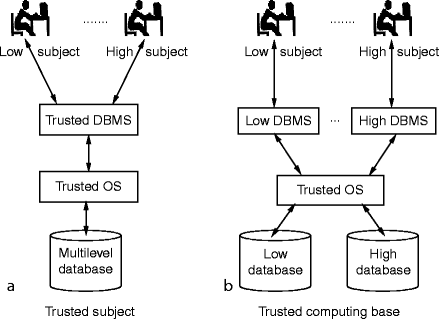 ....... .......
Low subject High subject Low subject High subject
Trusted DBMS Low DBMS ... High DBMS
Trusted OS Trusted OS
Multilevel
database
Low
database
High
database
a b
Trusted subject Trusted computing base